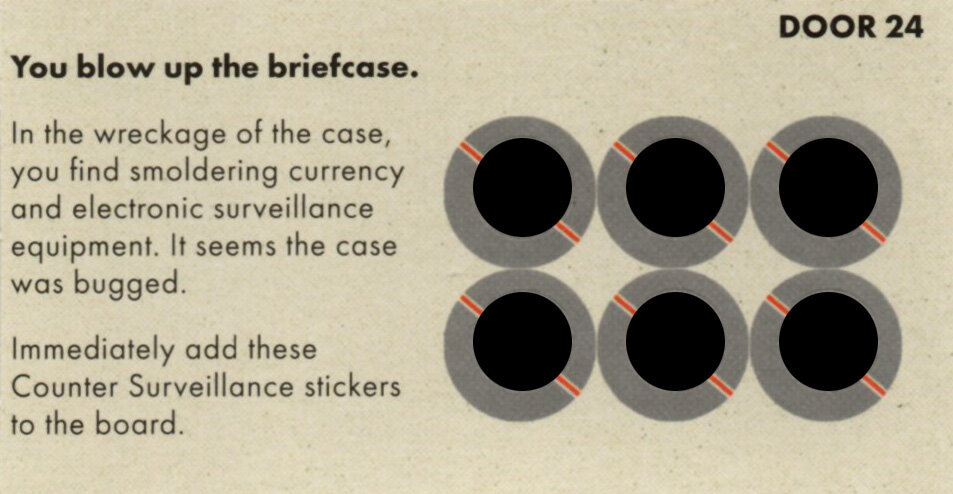 DOOR 24
You blow up the briefcase.
In the wreckage of the case,
you find smoldering currency
and electronic surveillance
equipment. It seems the case
was bugged.
Immediately add these
Counter Surveillance stickers
to the board.